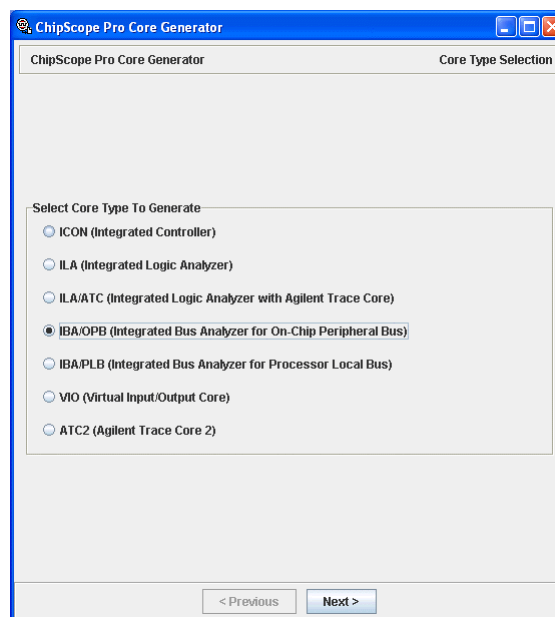 ChipScope Pro Core Generator
ChipScope Pro Core Generator Core Type Selection
Select Core Type To Generate
ICON (Integrated Controller)
ILA (Integrated Logic Analyzer)
ILA/ATC (Integrated Logic Analyzer with Agilent Trace Core)
IBA/OPB (Integrated Bus Analyzer for On-Chip Peripheral Bus)
IBA/PLB (Integrated Bus Analyzer for Processor Local Bus)
VIO (Virtual Input/Output Core)
ATC2 (Agilent Trace Core 2)
< Previous Next >